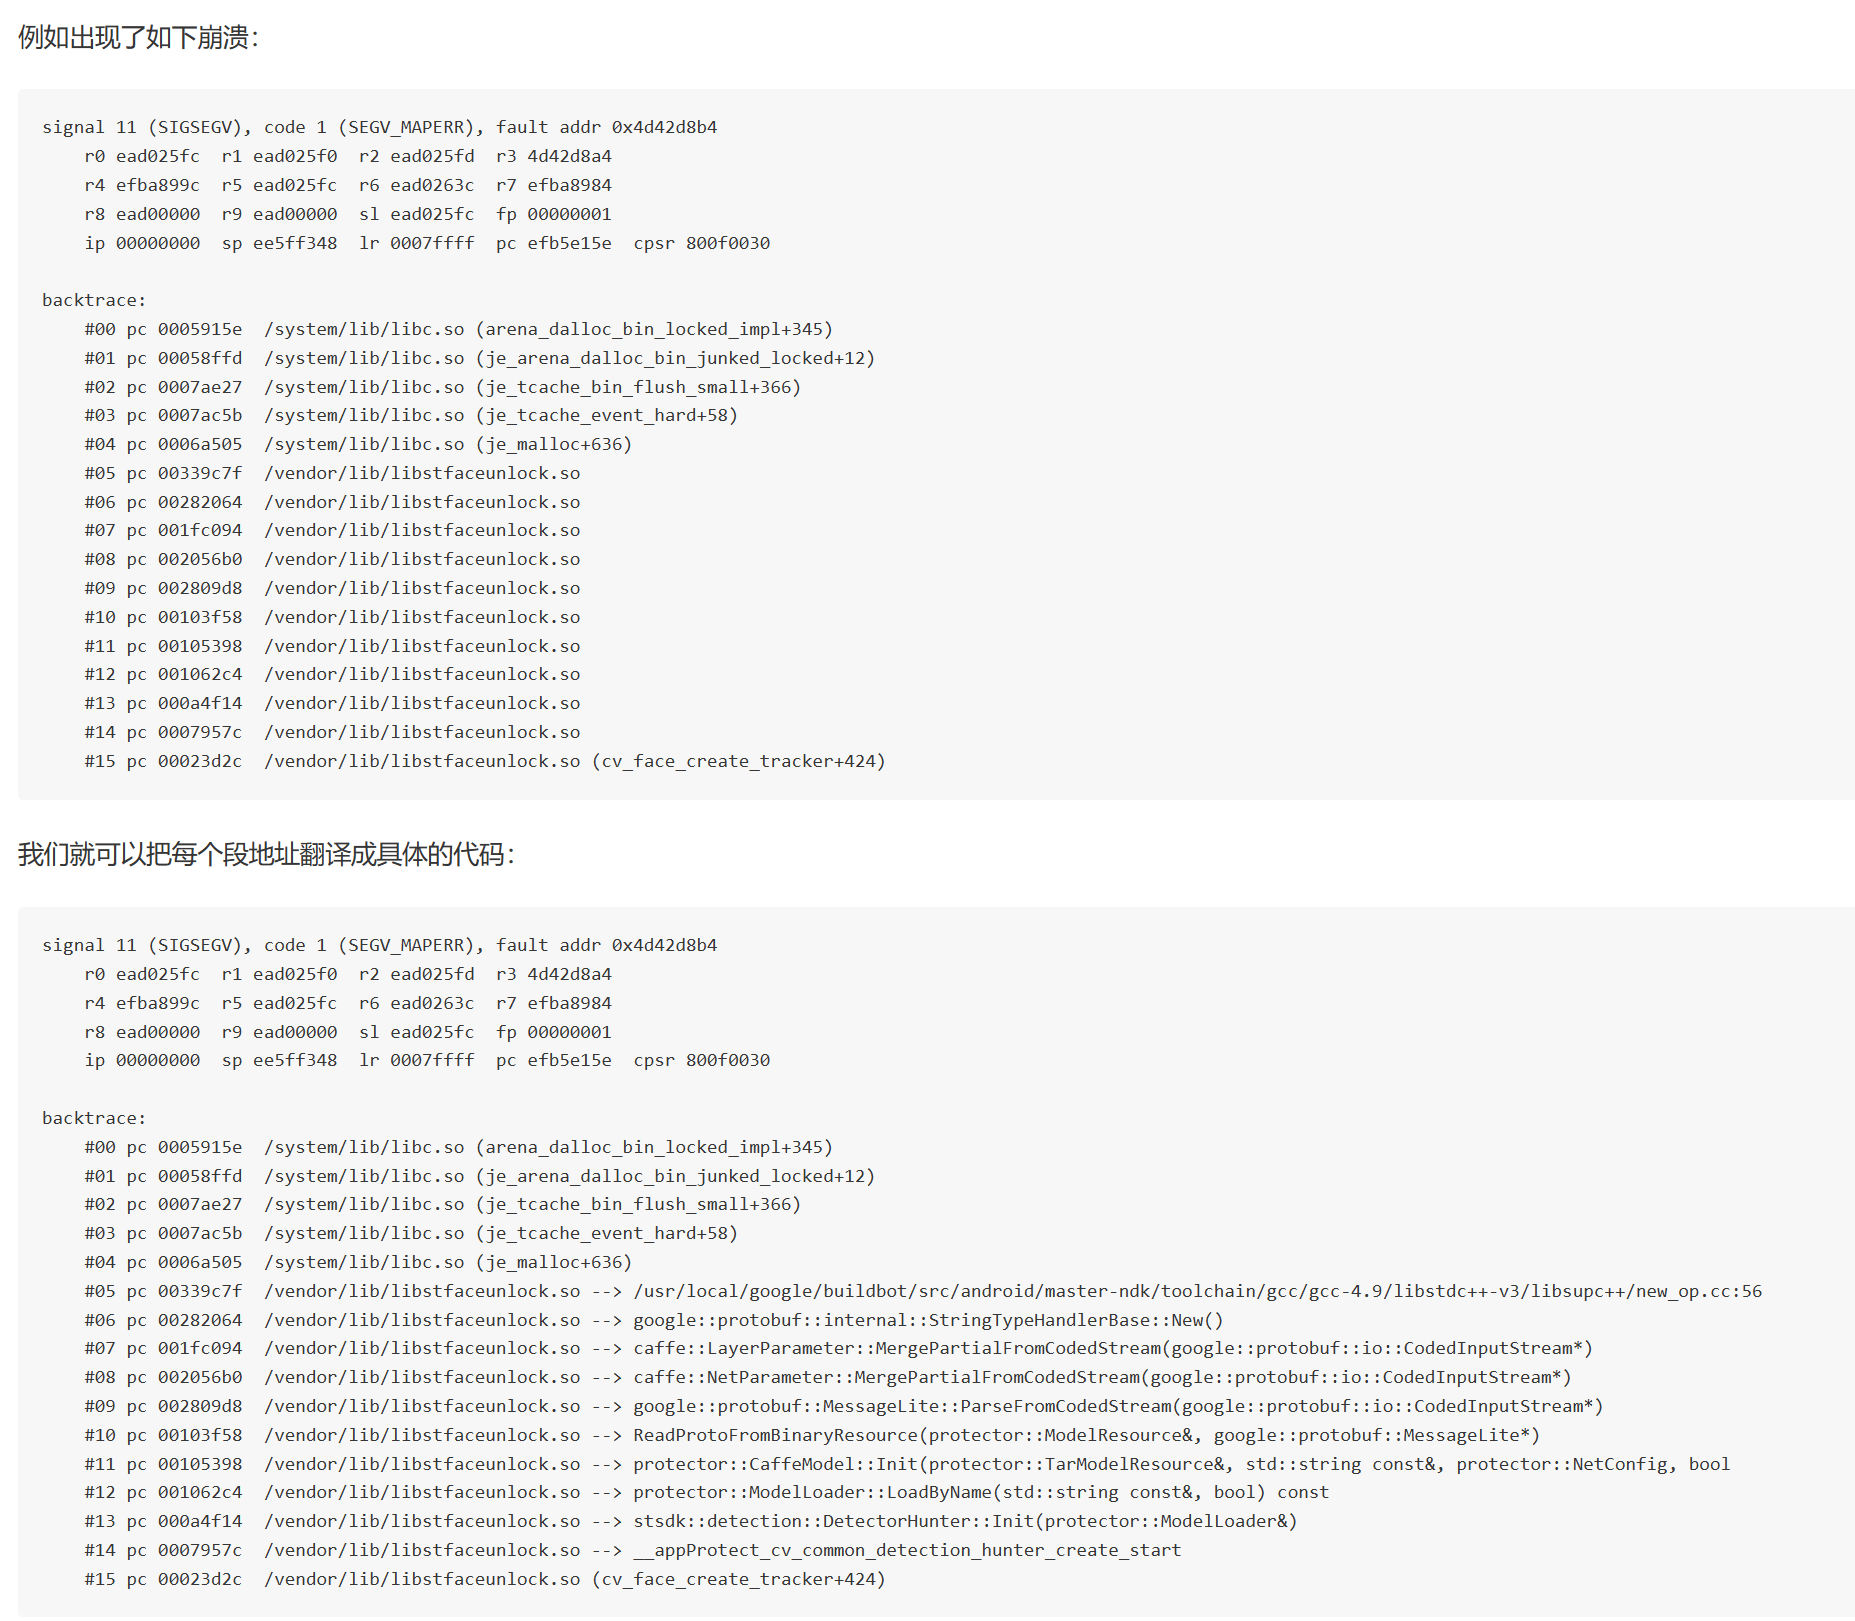 例如出现了如下崩溃：
signal 11 (SIGSEGV), code 1 (SEGV_MAPERR), fault addr 0x4d42d8b4
    r0 ead025fc  r1 ead025f0  r2 ead025fd  r3 4d42d8a4
    r4 efba899c  r5 ead025fc  r6 ead0263c  r7 efba8984
    r8 ead00000  r9 ead00000  sl ead025fc  fp 00000001
    ip 00000000  sp ee5ff348  lr 0007ffff  pc efb5e15e  cpsr 800f0030
backtrace:
    #00 pc 0005915e  /system/lib/libc.so (arena_dalloc_bin_locked_impl+345)
    #01 pc 00058ffd  /system/lib/libc.so (je_arena_dalloc_bin_junked_locked+12)
    #02 pc 0007ae27  /system/lib/libc.so (je_tcache_bin_flush_small+366)
    #03 pc 0007ac5b  /system/lib/libc.so (je_tcache_event_hard+58)
    #04 pc 0006a505  /system/lib/libc.so (je_malloc+636)
    #05 pc 00339c7f  /vendor/lib/libstfaceunlock.so
    #06 pc 00282064  /vendor/lib/libstfaceunlock.so
    #07 pc 001fc094  /vendor/lib/libstfaceunlock.so
    #08 pc 002056b0  /vendor/lib/libstfaceunlock.so
    #09 pc 002809d8  /vendor/lib/libstfaceunlock.so
    #10 pc 00103f58  /vendor/lib/libstfaceunlock.so
    #11 pc 00105398  /vendor/lib/libstfaceunlock.so
    #12 pc 001062c4  /vendor/lib/libstfaceunlock.so
    #13 pc 000a4f14  /vendor/lib/libstfaceunlock.so
    #14 pc 0007957c  /vendor/lib/libstfaceunlock.so
    #15 pc 00023d2c  /vendor/lib/libstfaceunlock.so (cv_face_create_tracker+424)
我们就可以把每个段地址翻译成具体的代码：
signal 11 (SIGSEGV), code 1 (SEGV_MAPERR), fault addr 0x4d42d8b4
    r0 ead025fc  r1 ead025f0  r2 ead025fd  r3 4d42d8a4
    r4 efba899c  r5 ead025fc  r6 ead0263c  r7 efba8984
    r8 ead00000  r9 ead00000  sl ead025fc  fp 00000001
    ip 00000000  sp ee5ff348  lr 0007ffff  pc efb5e15e  cpsr 800f0030
backtrace:
    #00 pc 0005915e  /system/lib/libc.so (arena_dalloc_bin_locked_impl+345)
    #01 pc 00058ffd  /system/lib/libc.so (je_arena_dalloc_bin_junked_locked+12)
    #02 pc 0007ae27  /system/lib/libc.so (je_tcache_bin_flush_small+366)
    #03 pc 0007ac5b  /system/lib/libc.so (je_tcache_event_hard+58)
    #04 pc 0006a505  /system/lib/libc.so (je_malloc+636)
    #05 pc 00339c7f  /vendor/lib/libstfaceunlock.so --> /usr/local/google/buildbot/src/android/master-ndk/toolchain/gcc/gcc-4.9/libstdc++-v3/libsupc++/new_op.cc:56
    #06 pc 00282064  /vendor/lib/libstfaceunlock.so --> google::protobuf::internal::StringTypeHandlerBase::New()
    #07 pc 001fc094  /vendor/lib/libstfaceunlock.so --> caffe::LayerParameter::MergePartialFromCodedStream(google::protobuf::io::CodedInputStream*)
    #08 pc 002056b0  /vendor/lib/libstfaceunlock.so --> caffe::NetParameter::MergePartialFromCodedStream(google::protobuf::io::CodedInputStream*)
    #09 pc 002809d8  /vendor/lib/libstfaceunlock.so --> google::protobuf::MessageLite::ParseFromCodedStream(google::protobuf::io::CodedInputStream*)
    #10 pc 00103f58  /vendor/lib/libstfaceunlock.so --> ReadProtoFromBinaryResource(protector::ModelResource&, google::protobuf::MessageLite*)
    #11 pc 00105398  /vendor/lib/libstfaceunlock.so --> protector::CaffeModel::Init(protector::TarModelResource&, std::string const&, protector::NetConfig, bool
    #12 pc 001062c4  /vendor/lib/libstfaceunlock.so --> protector::ModelLoader::LoadByName(std::string const&, bool) const
    #13 pc 000a4f14  /vendor/lib/libstfaceunlock.so --> stsdk::detection::DetectorHunter::Init(protector::ModelLoader&)
    #14 pc 0007957c  /vendor/lib/libstfaceunlock.so --> __appProtect_cv_common_detection_hunter_create_start
    #15 pc 00023d2c  /vendor/lib/libstfaceunlock.so (cv_face_create_tracker+424)